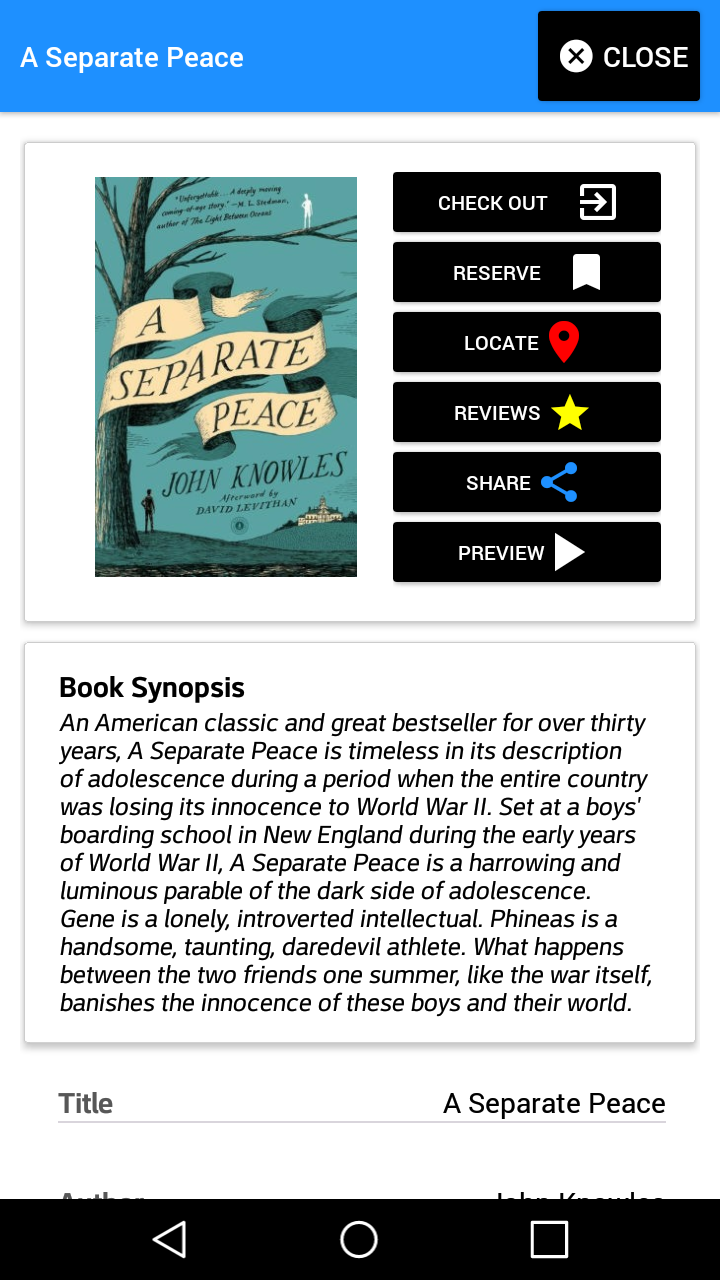 A Separate Peace
CLOSE
"Unforgettable... A deeply moving
coming-of-age story." —M. L. Stedman,
author of The Light Between Oceans
A
SEPARATE
PEACE
JOHN KNOWLES
Afterword by
DAVID LEVITHAN
CHECK OUT
RESERVE
LOCATE
REVIEWS
SHARE
PREVIEW
Book Synopsis
An American classic and great bestseller for over thirty
years, A Separate Peace is timeless in its description
of adolescence during a period when the entire country
was losing its innocence to World War II. Set at a boys'
boarding school in New England during the early years
of World War II, A Separate Peace is a harrowing and
luminous parable of the dark side of adolescence.
Gene is a lonely, introverted intellectual. Phineas is a
handsome, taunting, daredevil athlete. What happens
between the two friends one summer, like the war itself,
banishes the innocence of these boys and their world.
Title A Separate Peace
Author John Knowles